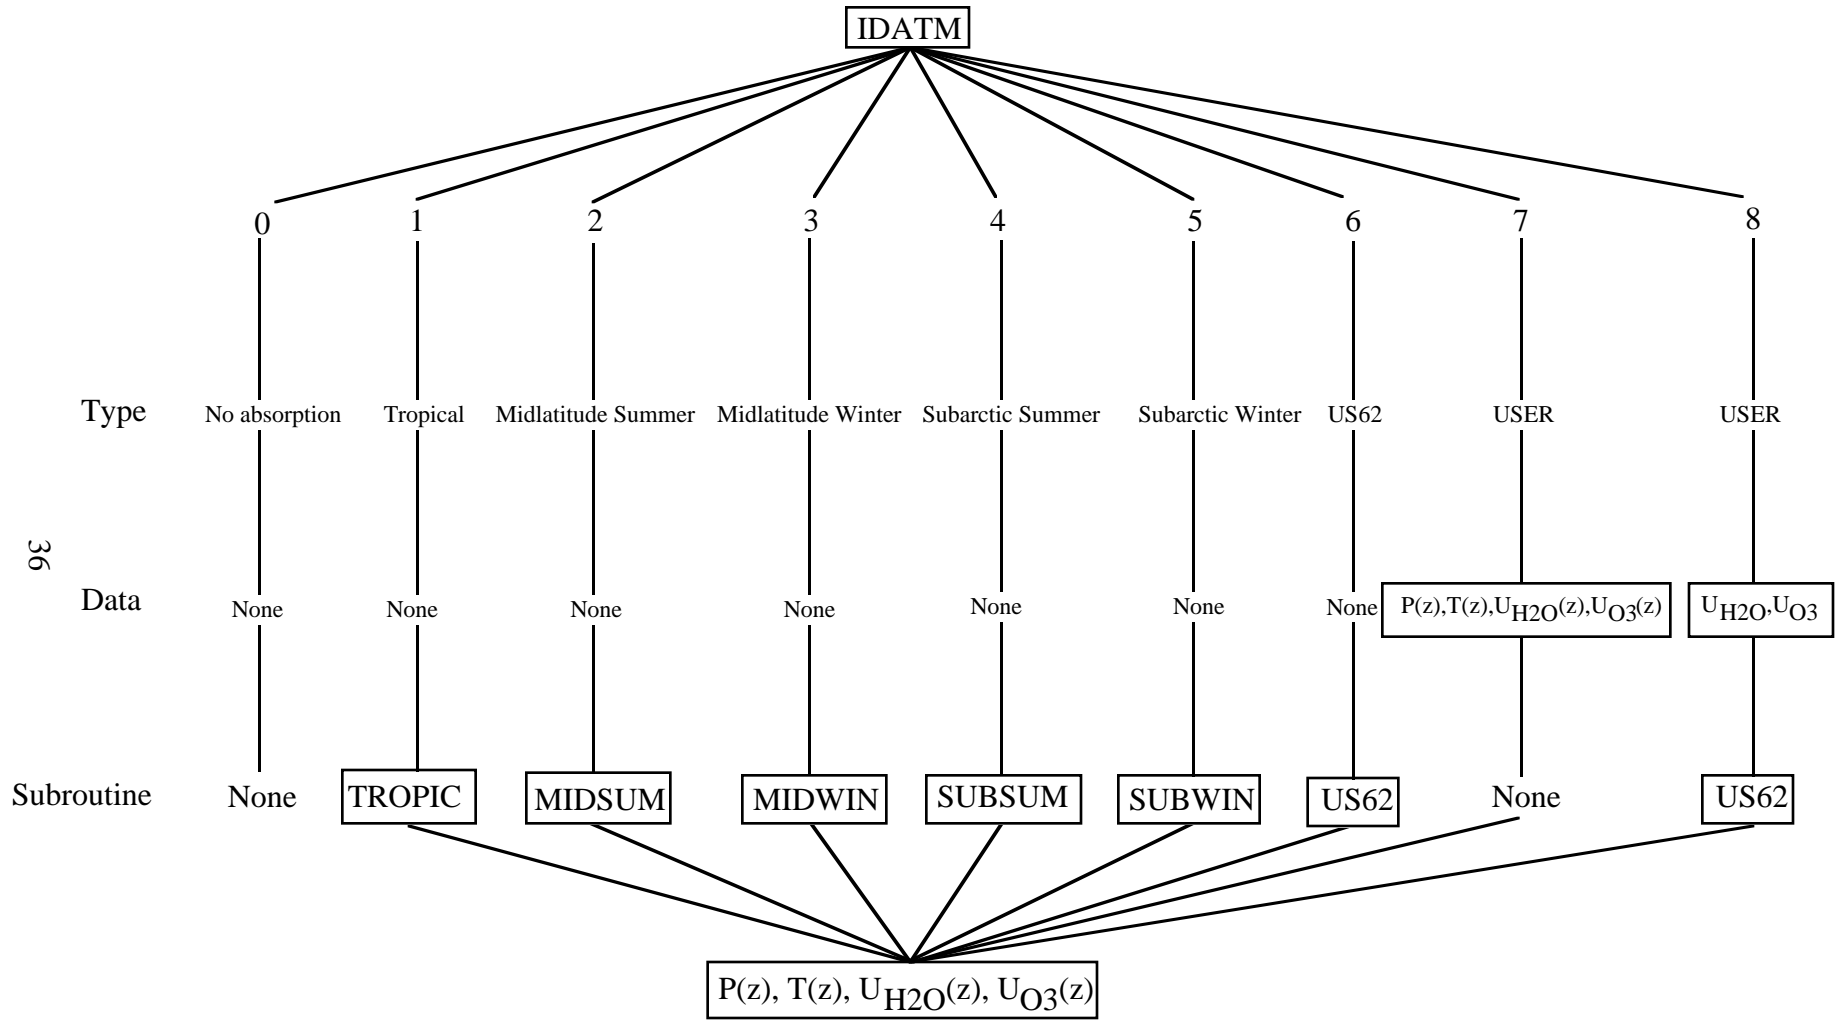 IDATM
0 1 2 3 4 5 6 7 8
Type No absorption Tropical Midlatitude Summer Midlatitude Winter Subarctic Summer Subarctic Winter US62 USER USER
36
Data None None None None None None None P(z),T(z),UH2O(z),UO3(z) UH2O,UO3
Subroutine None TROPIC MIDSUM MIDWIN SUBSUM SUBWIN US62 None US62
P(z), T(z), UH2O(z), UO3(z)